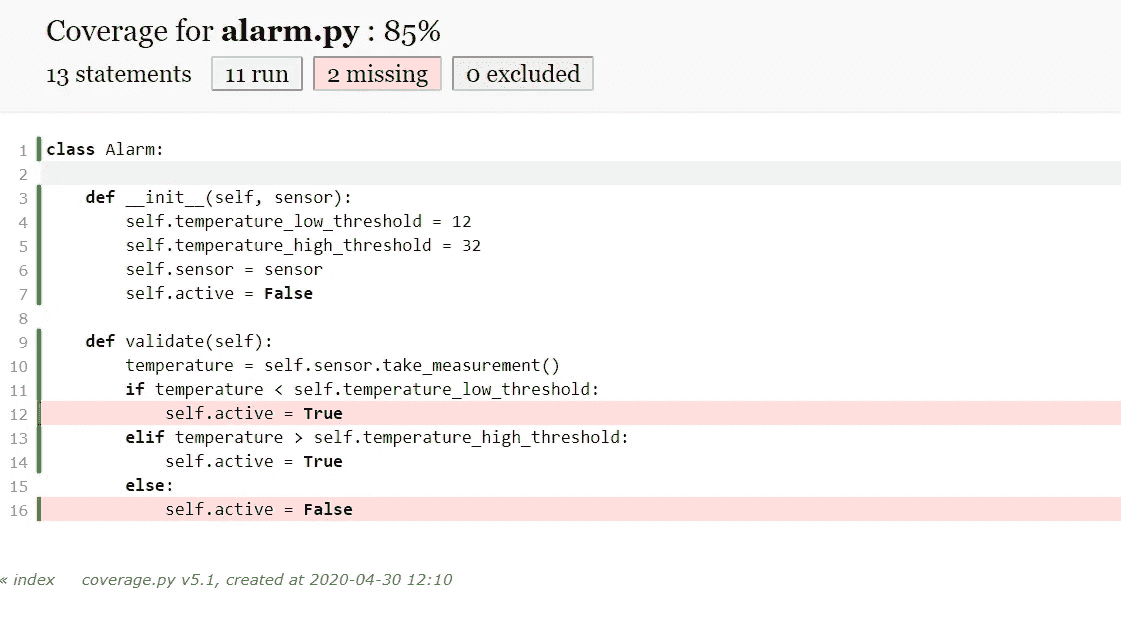 Coverage for alarm.py : 85%
13 statements 11 run 2 missing 0 excluded
1 class Alarm:
2
3 def __init__(self, sensor):
4 self.temperature_low_threshold = 12
5 self.temperature_high_threshold = 32
6 self.sensor = sensor
7 self.active = False
8
9 def validate(self):
10 temperature = self.sensor.take_measurement()
11 if temperature < self.temperature_low_threshold:
12 self.active = True
13 elif temperature > self.temperature_high_threshold:
14 self.active = True
15 else:
16 self.active = False
« index coverage.py v5.1, created at 2020-04-30 12:10